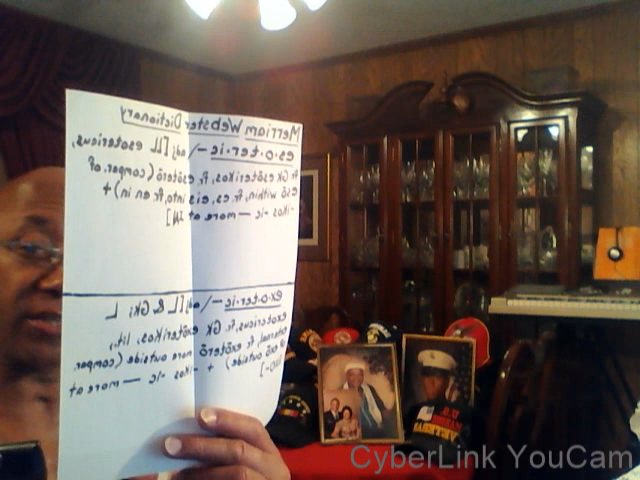 Merriam Webster Dictionary
es.o.ter.ic —/ adj [LL esotericus,
fr. GK esōterikos, fr. esōterō (compar. of
esō within, fr. es, eis into, fr. en in) +
-ikos -ic — more at IN]
ex.o.ter.ic —/ adj [L & GK; L
exotericus, fr. GK exōterikos, lit.,
external, fr. exōterō more outside (compar.
of exō outside) + -ikos -ic — more at
U.S.
VETERAN
CyberLink YouCam